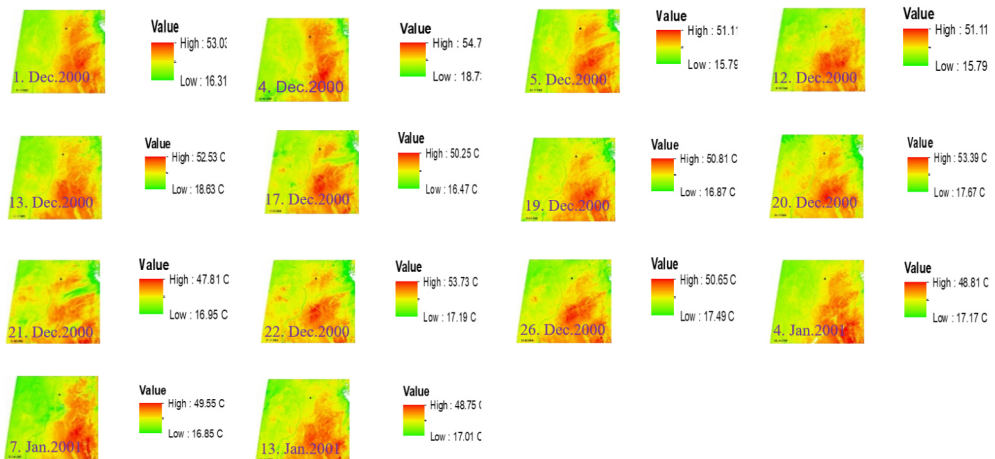 1. Dec.2000
Value
High : 53.03
Low : 16.31
4. Dec.2000
Value
High : 54.7
Low : 18.7
5. Dec.2000
Value
High : 51.11
Low : 15.79
12. Dec.2000
Value
High : 51.11
Low : 15.79
13. Dec.2000
Value
High : 52.53 C
Low : 18.63 C
17. Dec.2000
Value
High : 50.25 C
Low : 16.47 C
19. Dec.2000
Value
High : 50.81 C
Low : 16.87 C
20. Dec.2000
Value
High : 53.39 C
Low : 17.67 C
21. Dec.2000
Value
High : 47.81 C
Low : 16.95 C
22. Dec.2000
Value
High : 53.73 C
Low : 17.19 C
26. Dec.2000
Value
High : 50.65 C
Low : 17.49 C
4. Jan.2001
Value
High : 48.81 C
Low : 17.17 C
7. Jan.2001
Value
High : 49.55 C
Low : 16.85 C
13. Jan.2001
Value
High : 48.75 C
Low : 17.01 C